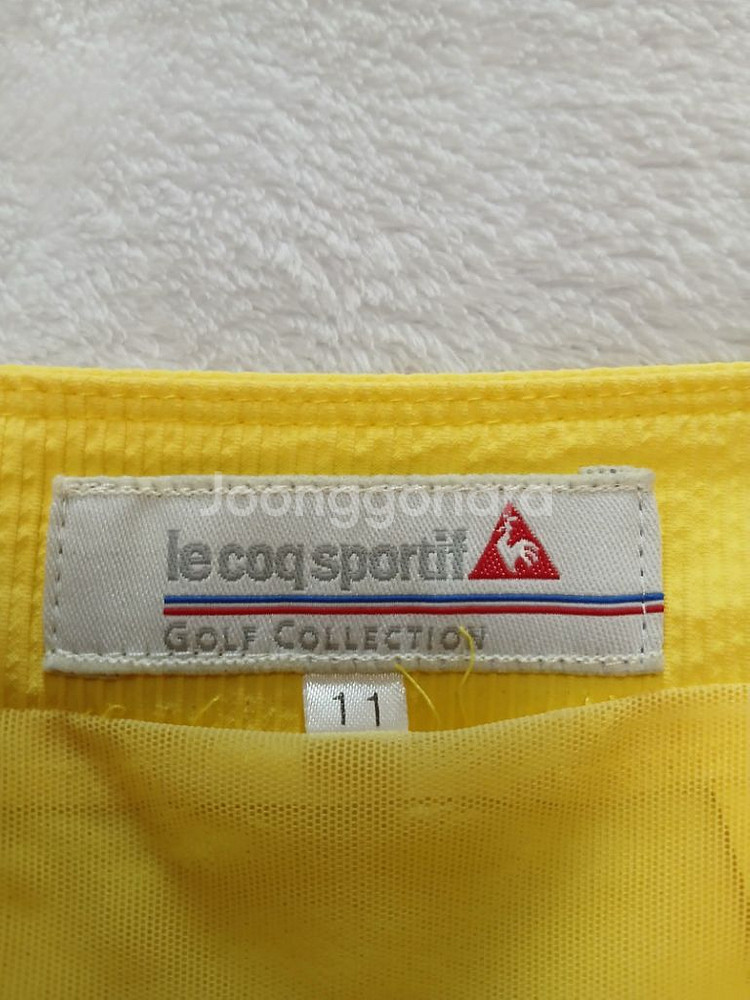 Joonggonara
le coq sportif
GOLF COLLECTION
11